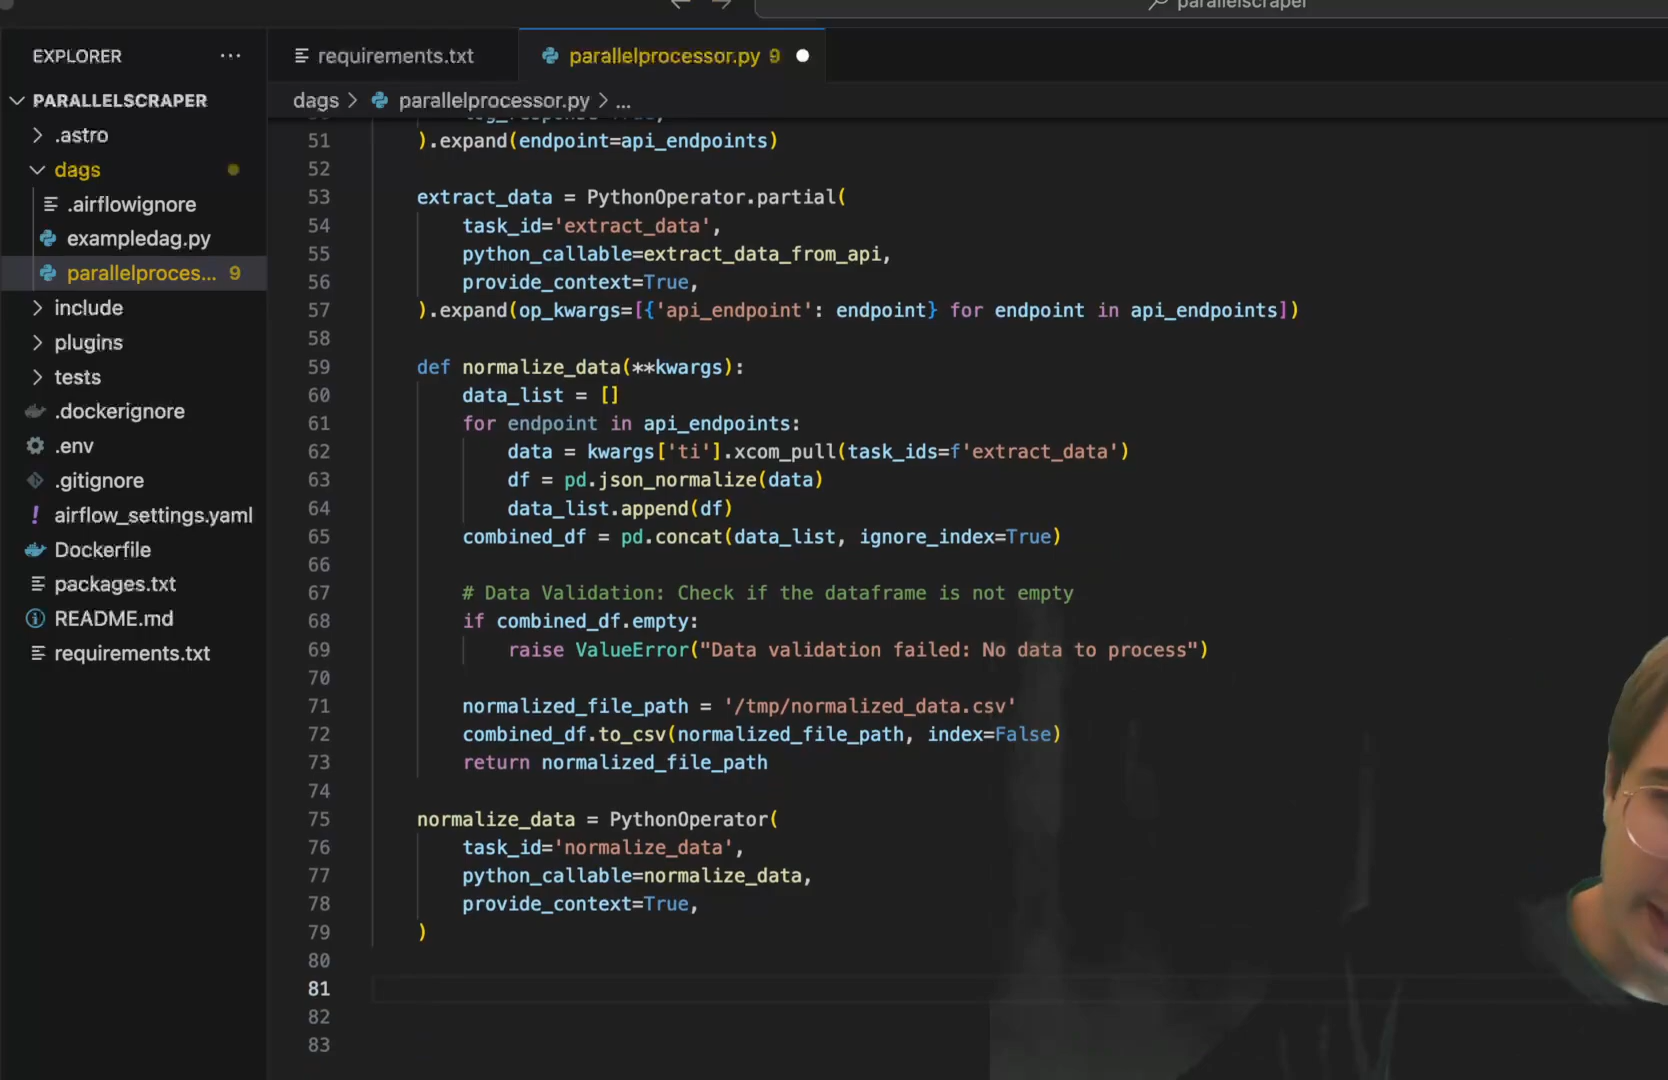 parallelscraper
EXPLORER ...
requirements.txt
parallelprocessor.py 9
PARALLELSCRAPER
dags > parallelprocessor.py > ...
.astro
dags
.airflowignore
exampledag.py
parallelproces... 9
include
plugins
tests
.dockerignore
.env
.gitignore
airflow_settings.yaml
Dockerfile
packages.txt
README.md
requirements.txt
51 ).expand(endpoint=api_endpoints)
52
53 extract_data = PythonOperator.partial(
54 task_id='extract_data',
55 python_callable=extract_data_from_api,
56 provide_context=True,
57 ).expand(op_kwargs=[{'api_endpoint': endpoint} for endpoint in api_endpoints])
58
59 def normalize_data(**kwargs):
60 data_list = []
61 for endpoint in api_endpoints:
62 data = kwargs['ti'].xcom_pull(task_ids=f'extract_data')
63 df = pd.json_normalize(data)
64 data_list.append(df)
65 combined_df = pd.concat(data_list, ignore_index=True)
66
67 # Data Validation: Check if the dataframe is not empty
68 if combined_df.empty:
69 raise ValueError("Data validation failed: No data to process")
70
71 normalized_file_path = '/tmp/normalized_data.csv'
72 combined_df.to_csv(normalized_file_path, index=False)
73 return normalized_file_path
74
75 normalize_data = PythonOperator(
76 task_id='normalize_data',
77 python_callable=normalize_data,
78 provide_context=True,
79 )
80
81
82
83